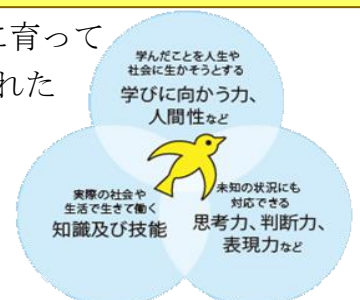 に育って
れた
学んだことを人生や
社会に生かそうとする
学びに向かう力、
人間性など
実際の社会や
生活で生きて働く
知識及び技能
未知の状況にも
対応できる
思考力、判断力、
表現力など